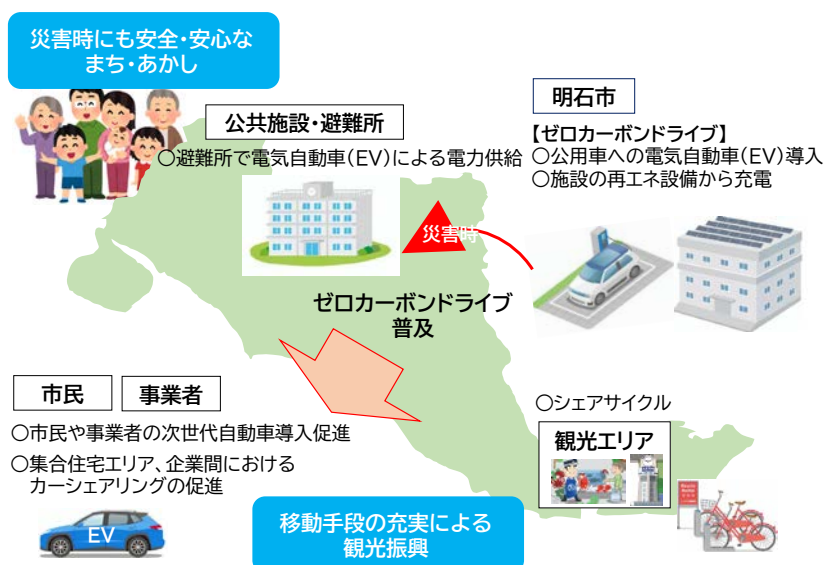 災害時にも安全・安心な
まち・あかし
公共施設・避難所
○避難所で電気自動車(EV)による電力供給
明石市
【ゼロカーボンドライブ】
○公用車への電気自動車(EV)導入
○施設の再エネ設備から充電
災害時
ゼロカーボンドライブ
普及
市民
事業者
○市民や事業者の次世代自動車導入促進
○集合住宅エリア、企業間における
カーシェアリングの促進
EV
○シェアサイクル
観光エリア
移動手段の充実による
観光振興